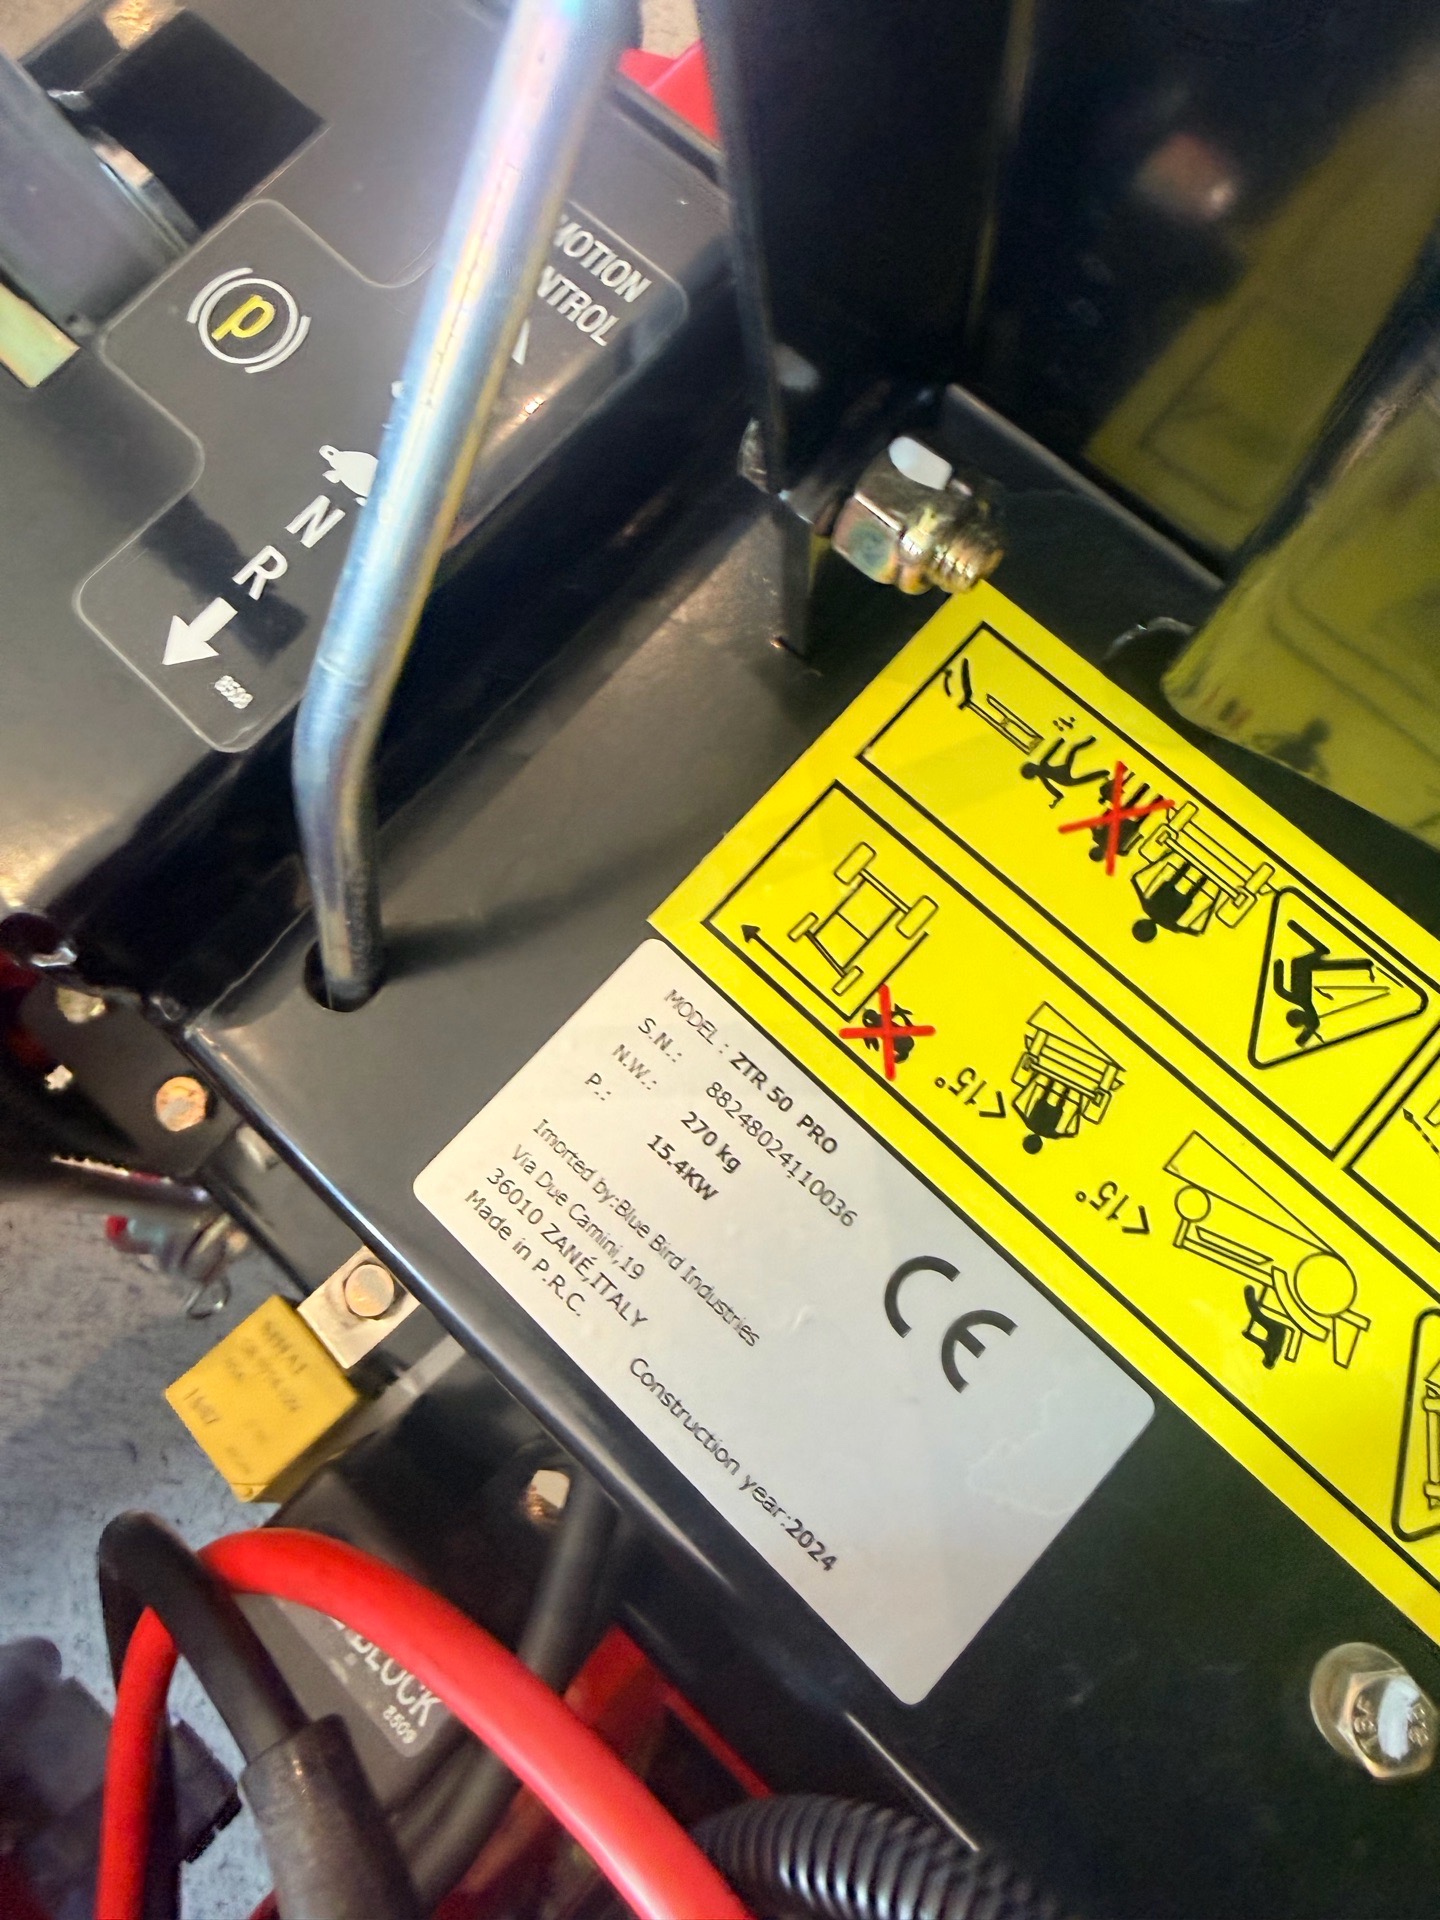 MOTION
P
N
R
8509
MODEL: ZTR 50 PRO
S.N.: 88248024110036
N.W.: 270 kg
P.: 15.4KW
Imorted by:Blue Bird Industries
Via Due Camini,19
36010 ZANÉ,ITALY
Made in P.R.C.
CE
Construction year:2024
<15°
<15°
BLOCK
8509